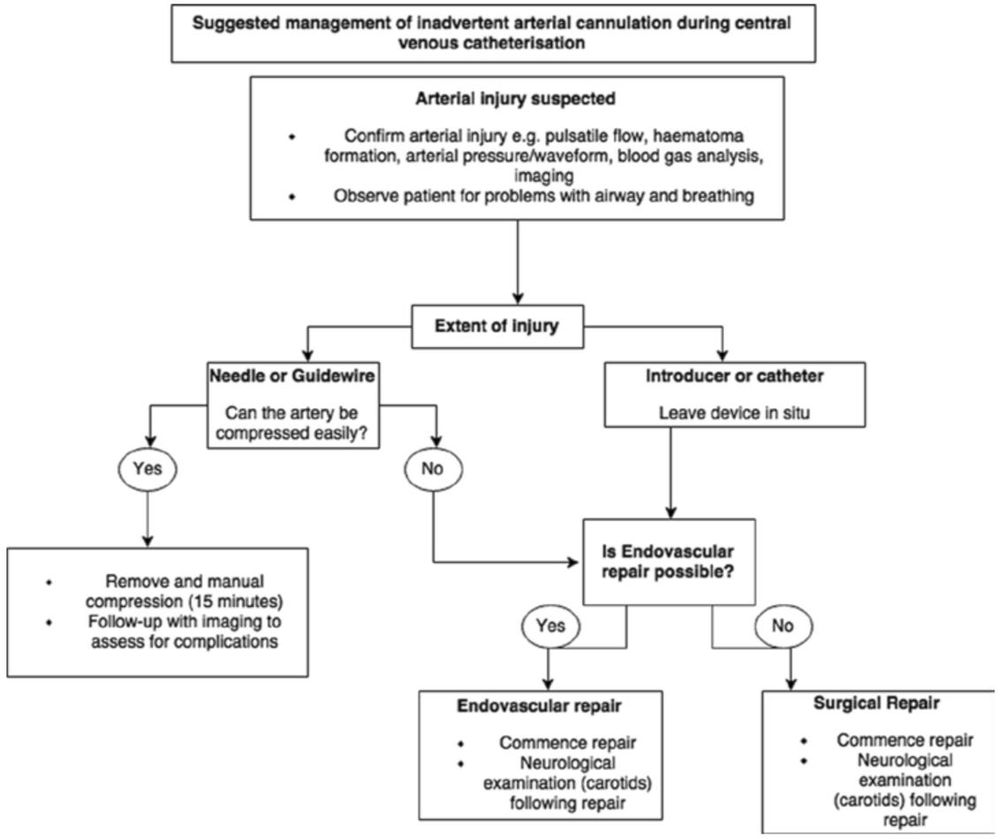 Suggested management of inadvertent arterial cannulation during central
venous catheterisation
Arterial injury suspected
• Confirm arterial injury e.g. pulsatile flow, haematoma
formation, arterial pressure/waveform, blood gas analysis,
imaging
• Observe patient for problems with airway and breathing
Extent of injury
Needle or Guidewire
Can the artery be
compressed easily?
Introducer or catheter
Leave device in situ
Yes
No
Remove and manual
compression (15 minutes)
Follow-up with imaging to
assess for complications
Is Endovascular
repair possible?
Yes
No
Endovascular repair
• Commence repair
• Neurological
examination (carotids)
following repair
Surgical Repair
• Commence repair
• Neurological
examination
(carotids) following
repair